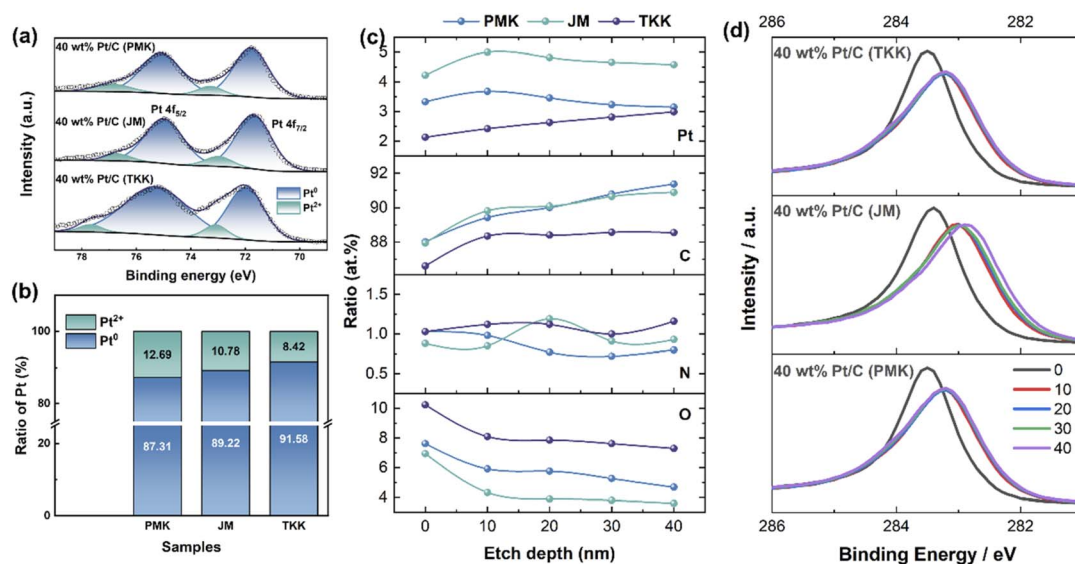 (a)
40 wt% Pt/C (PMK)
40 wt% Pt/C (JM)
Pt 4f5/2
Pt 4f7/2
40 wt% Pt/C (TKK)
Pt0
Pt2+
Intensity (a.u.)
78 76 74 72 70
Binding energy (eV)
(b)
Pt2+
Pt0
100
80
20
0
12.69 10.78 8.42
87.31 89.22 91.58
Ratio of Pt (%)
PMK JM TKK
Samples
PMK JM TKK
(c)
5
4
3
2
Pt
92
90
88
C
1.5
1.0
0.5
N
10
8
6
4
O
Ratio (at.%)
0 10 20 30 40
Etch depth (nm)
(d)
286 284 282
40 wt% Pt/C (TKK)
40 wt% Pt/C (JM)
40 wt% Pt/C (PMK)
0
10
20
30
40
Intensity / a.u.
286 284 282
Binding Energy / eV